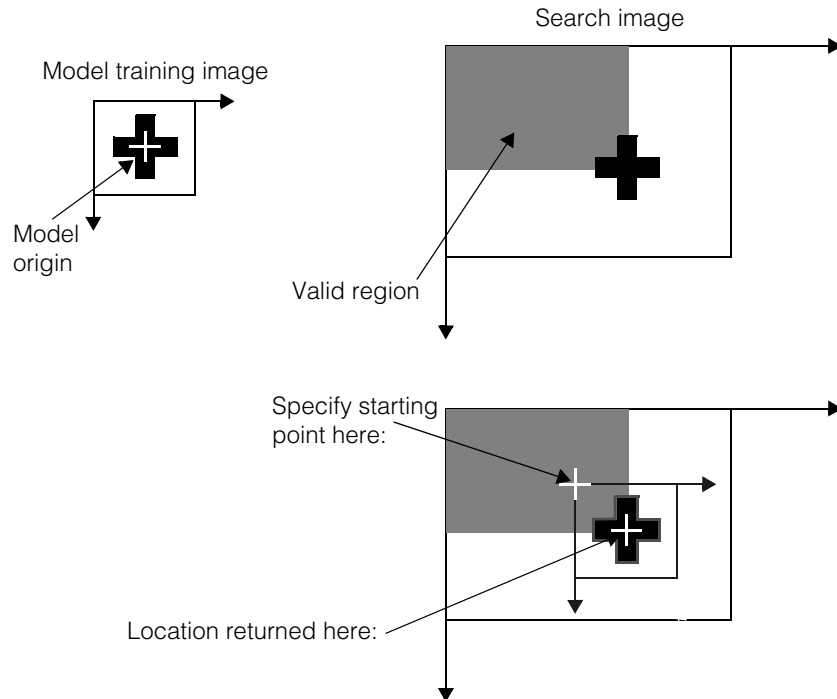 Search image
Model training image
Model
origin
Valid region
Specify starting
point here:
Location returned here: